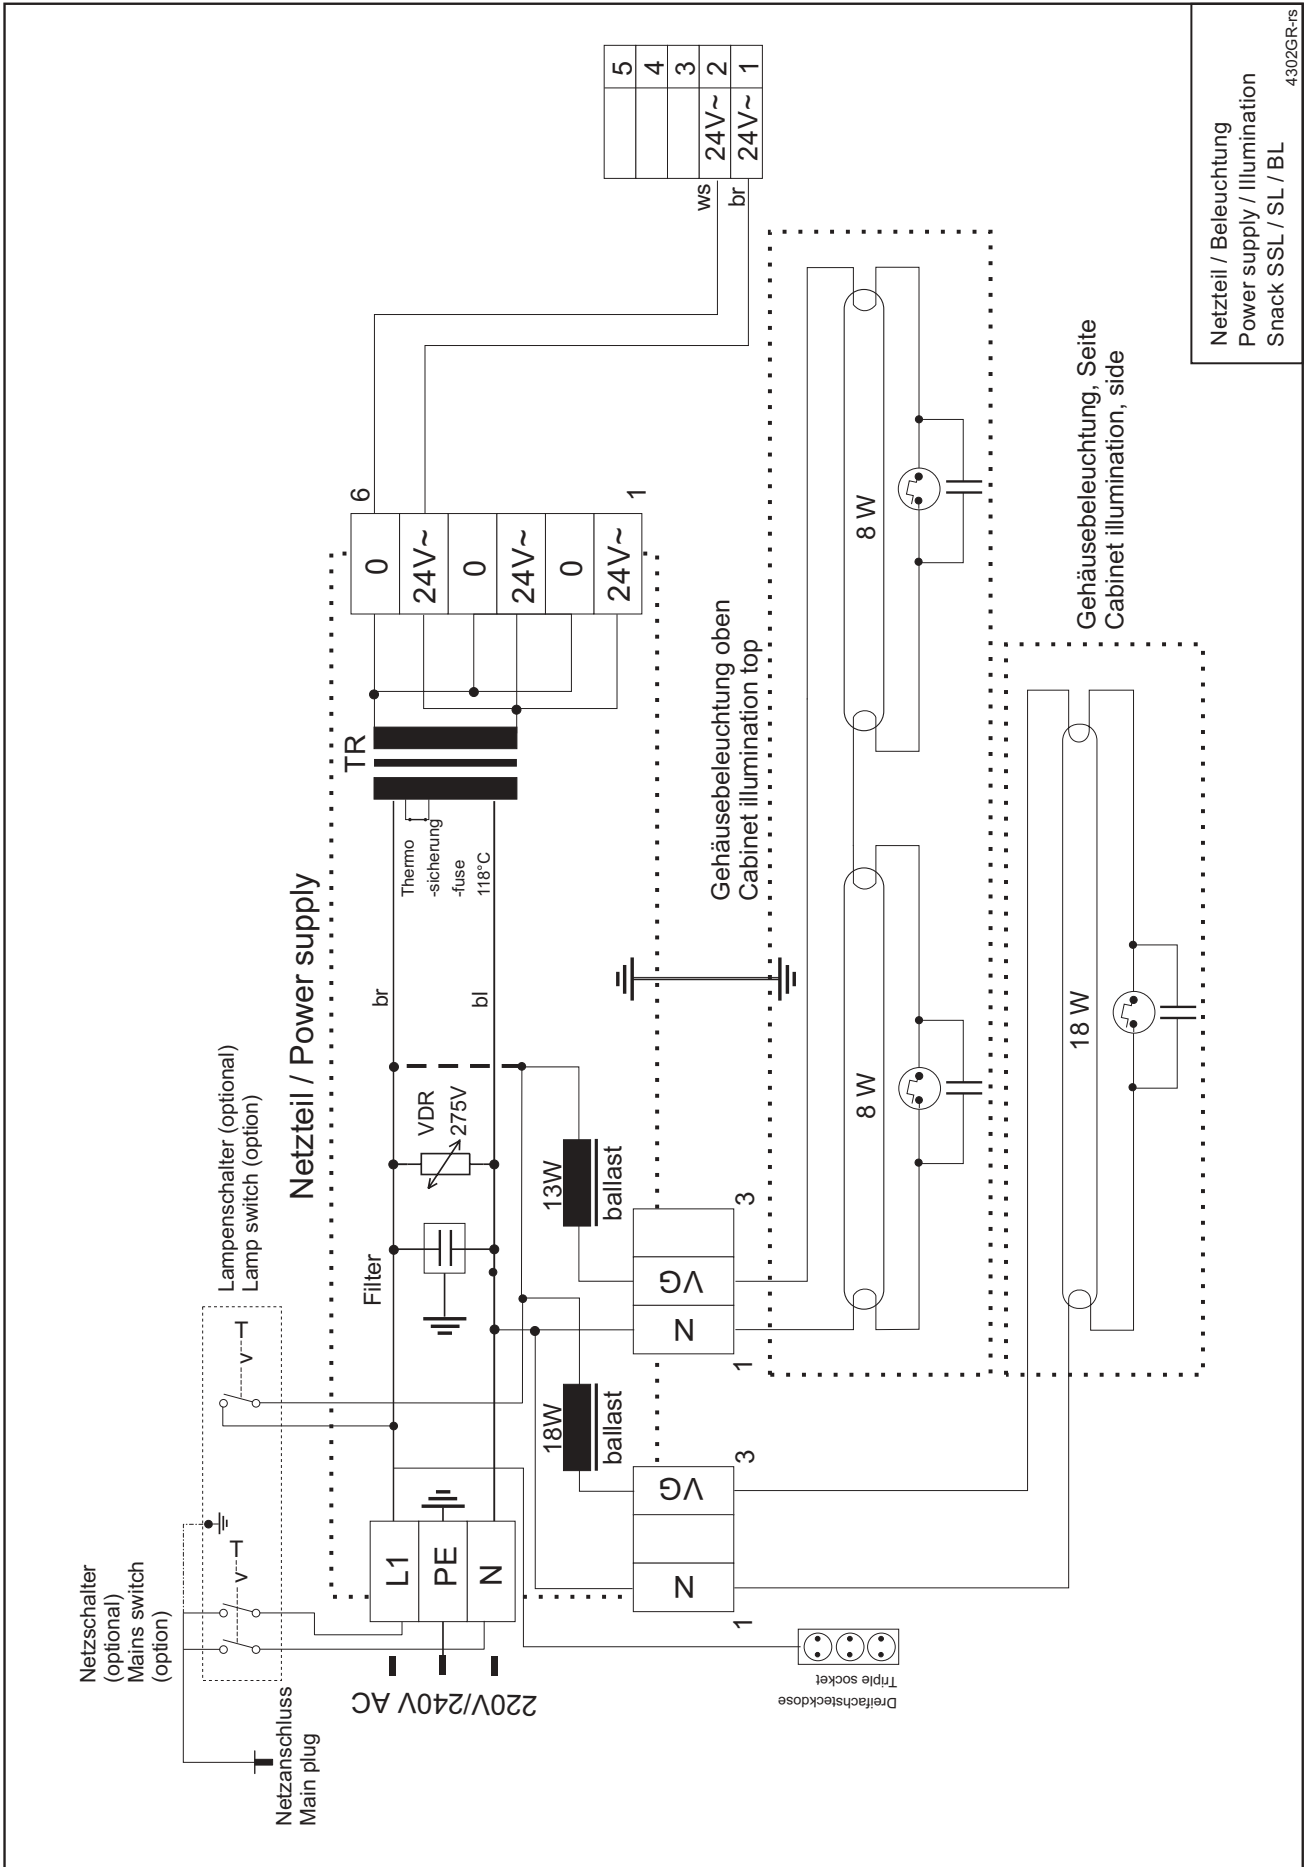 Netzschalter
(optional)
Mains switch
(option)
Netzanschluss
Main plug
Lampenschalter (optional)
Lamp switch (option)
v
v
Netzteil / Power supply
220V/240V AC
L1
PE
N
Filter
VDR
275V
br
bl
Thermo
-sicherung
-fuse
118°C
TR
0
24V~
0
24V~
0
24V~
6
1
ws
br
5
4
3
24V~ 2
24V~ 1
18W
ballast
13W
ballast
N
VG
1
3
N
VG
1
3
Dreifachsteckdose
Triple socket
Gehäusebeleuchtung oben
Cabinet illumination top
8 W
8 W
Gehäusebeleuchtung, Seite
Cabinet illumination, side
18 W
Netzteil / Beleuchtung
Power supply / Illumination
Snack SSL / SL / BL
4302GR-rs